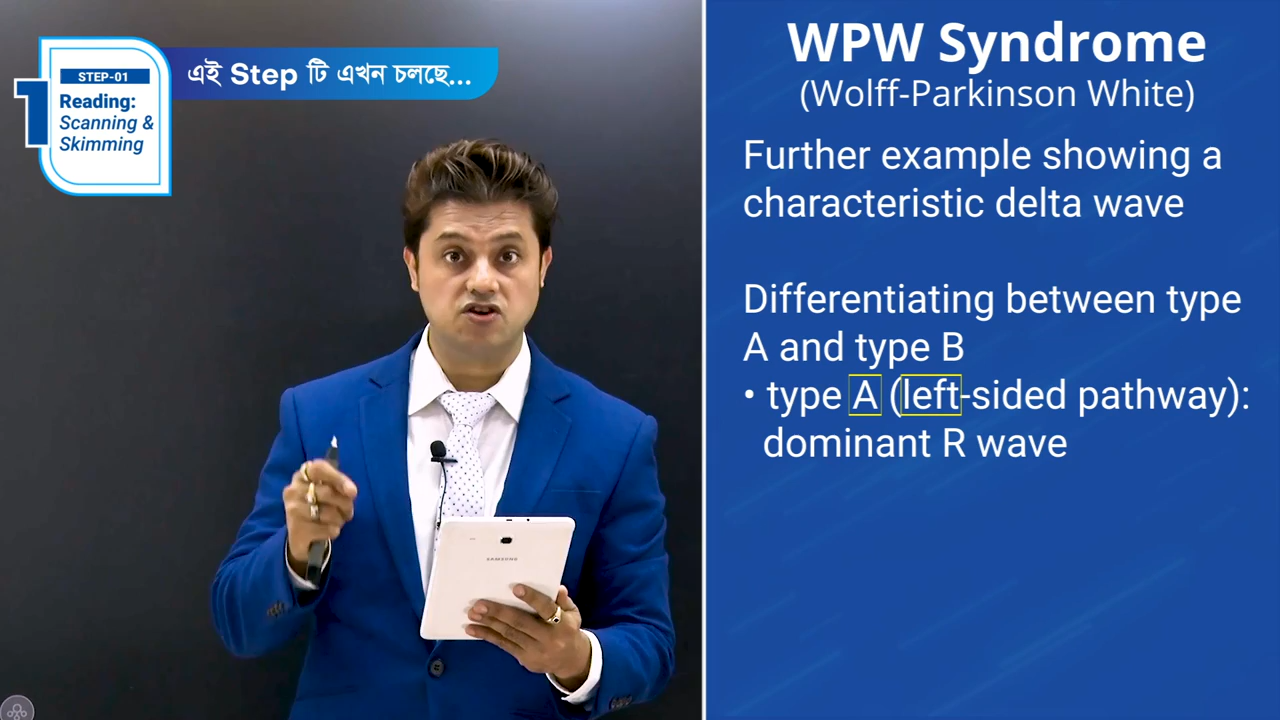 STEP-01
1
Reading:
Scanning &
Skimming
এই Step টি এখন চলছে...
SAMSUNG
WPW Syndrome
(Wolff-Parkinson White)
Further example showing a
characteristic delta wave
Differentiating between type
A and type B
• type A (left-sided pathway):
dominant R wave